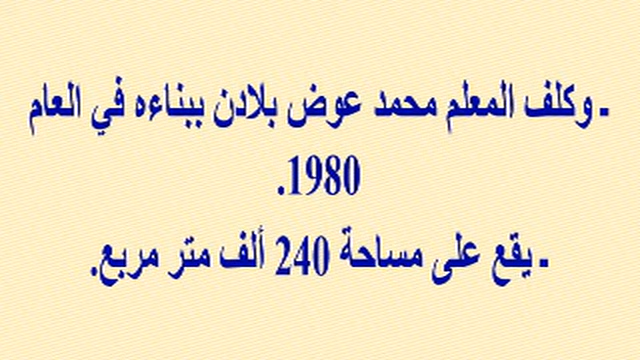 - وكلف المعلم محمد عوض بلادن ببناءه في العام
1980.
- يقع على مساحة 240 ألف متر مربع.